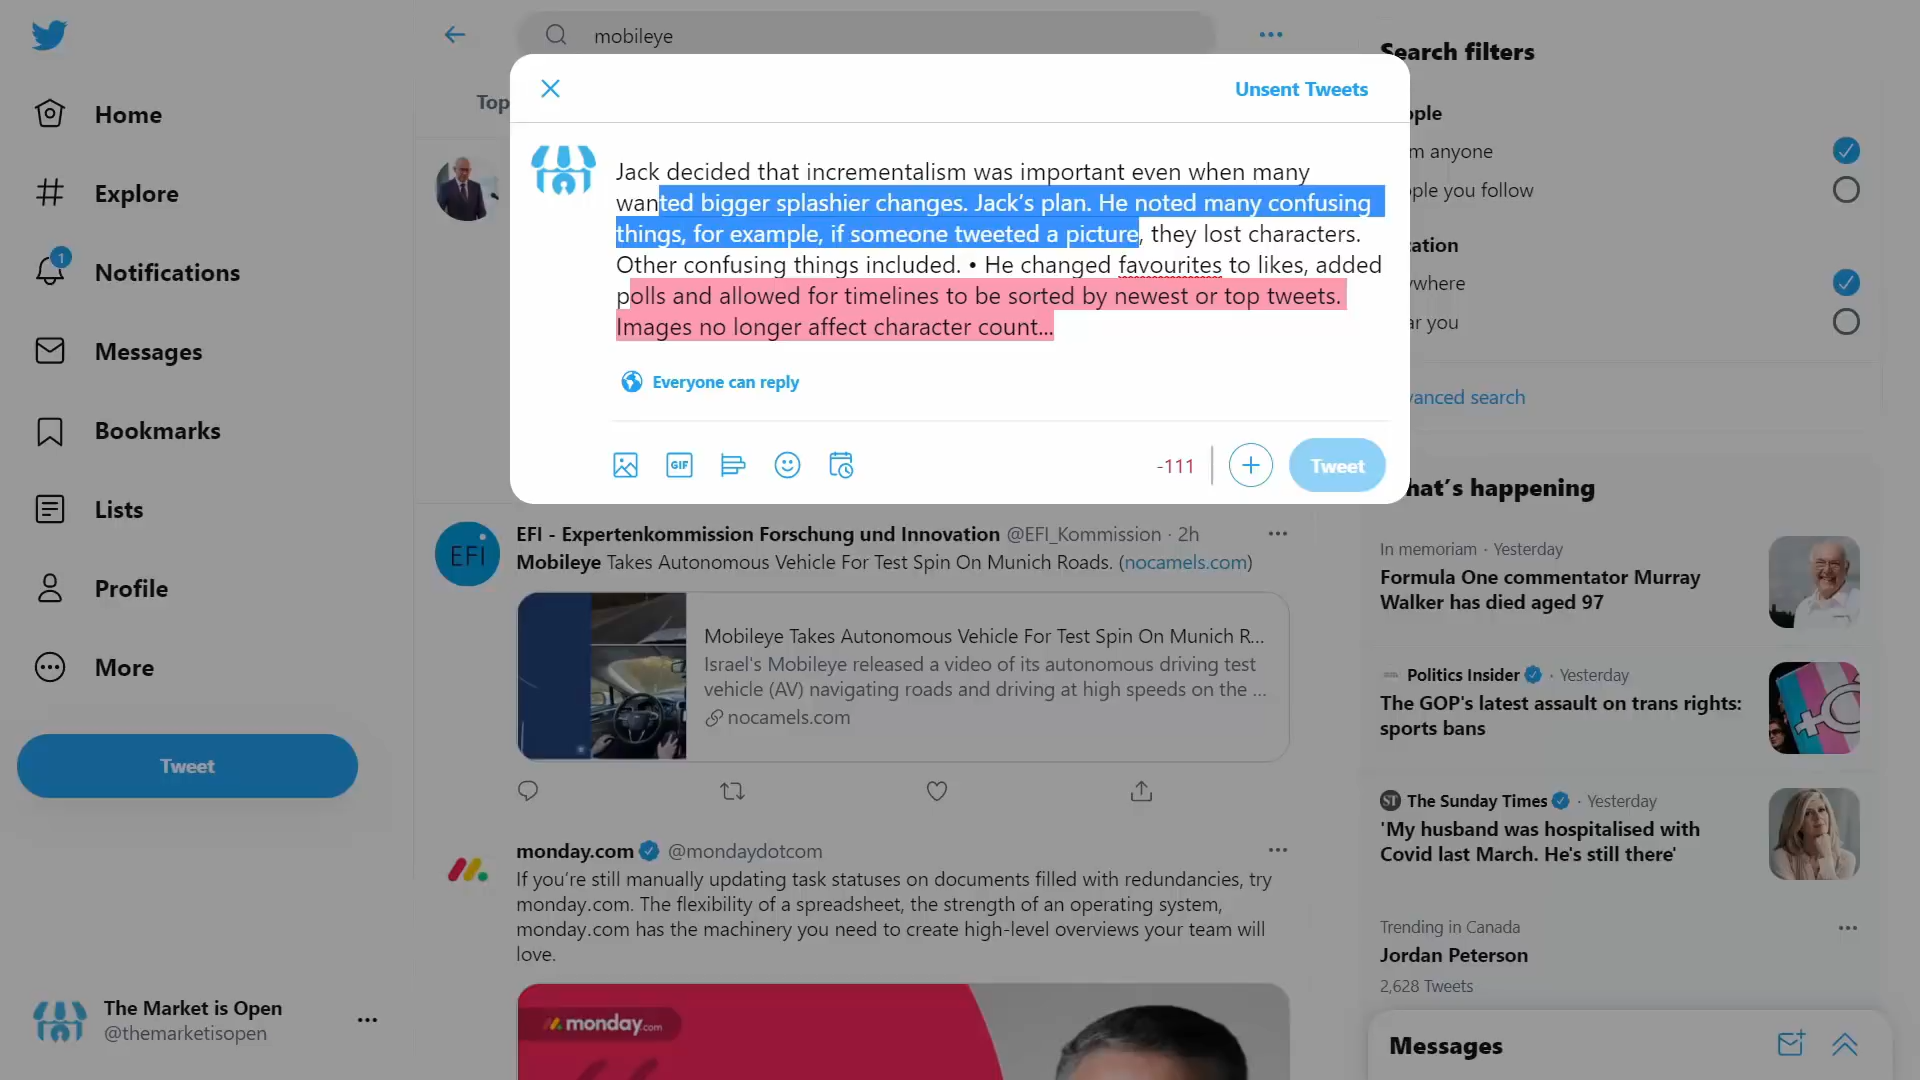 mobileye
Top
Home
Explore
1
Notifications
Messages
Bookmarks
Lists
Profile
More
Tweet
The Market is Open
@themarketisopen
Unsent Tweets
Jack decided that incrementalism was important even when many
wanted bigger splashier changes. Jack’s plan. He noted many confusing
things, for example, if someone tweeted a picture, they lost characters.
Other confusing things included. • He changed favourites to likes, added
polls and allowed for timelines to be sorted by newest or top tweets.
Images no longer affect character count...
Everyone can reply
GIF
-111
Tweet
EFI
EFI - Expertenkommission Forschung und Innovation @EFI_Kommission · 2h
Mobileye Takes Autonomous Vehicle For Test Spin On Munich Roads. (nocamels.com)
Mobileye Takes Autonomous Vehicle For Test Spin On Munich R...
Israel's Mobileye released a video of its autonomous driving test
vehicle (AV) navigating roads and driving at high speeds on the ...
nocamels.com
monday.com @mondaydotcom
If you’re still manually updating task statuses on documents filled with redundancies, try
monday.com. The flexibility of a spreadsheet, the strength of an operating system,
monday.com has the machinery you need to create high-level overviews your team will
love.
monday.com
Search filters
ople
m anyone
ople you follow
cation
ywhere
ar you
vanced search
hat’s happening
In memoriam · Yesterday
Formula One commentator Murray
Walker has died aged 97
Politics Insider · Yesterday
The GOP's latest assault on trans rights:
sports bans
ST The Sunday Times · Yesterday
'My husband was hospitalised with
Covid last March. He's still there'
Trending in Canada
Jordan Peterson
2,628 Tweets
Messages